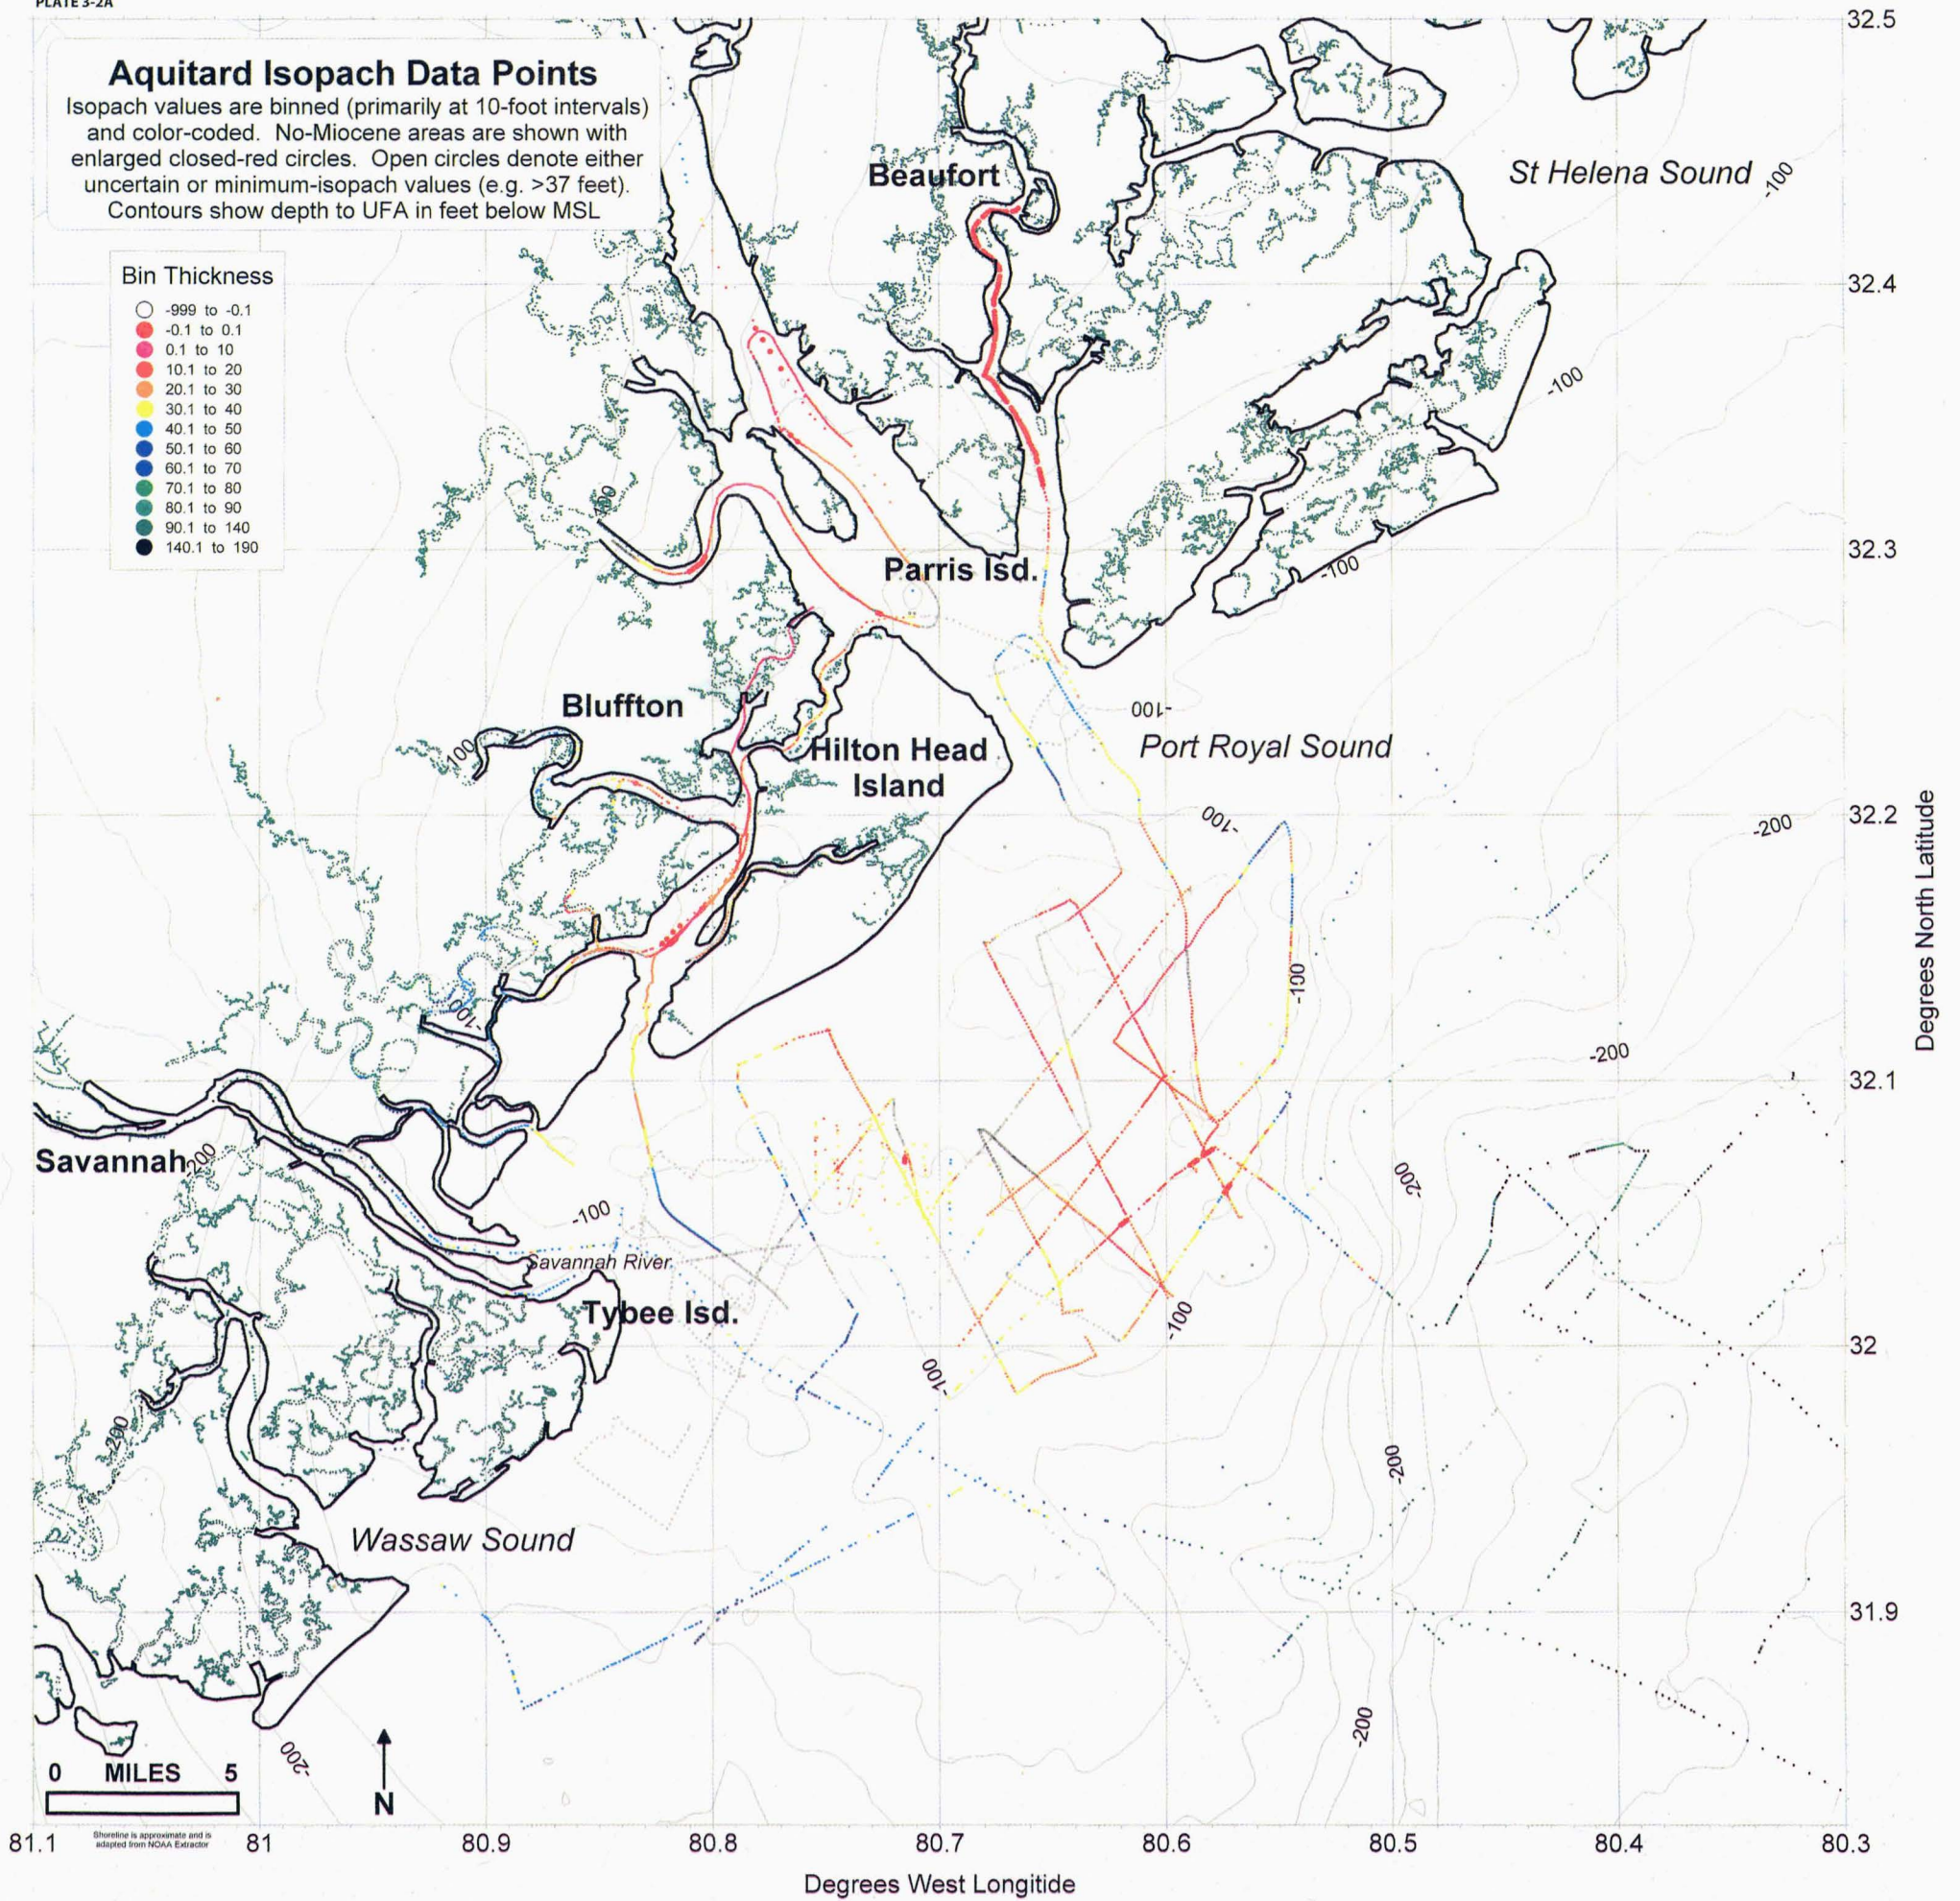 PLATE 3-2A
Aquitard Isopach Data Points
Isopach values are binned (primarily at 10-foot intervals)
and color-coded. No-Miocene areas are shown with
enlarged closed-red circles. Open circles denote either
uncertain or minimum-isopach values (e.g. >37 feet).
Contours show depth to UFA in feet below MSL
Bin Thickness
-999 to -0.1
-0.1 to 0.1
0.1 to 10
10.1 to 20
20.1 to 30
30.1 to 40
40.1 to 50
50.1 to 60
60.1 to 70
70.1 to 80
80.1 to 90
90.1 to 140
140.1 to 190
Beaufort
St Helena Sound
-100
-100
-100
Parris Isd.
-100
Bluffton
100
Hilton Head
Island
Port Royal Sound
-100
-100
-200
-100
-100
-200
Savannah
-200
-200
-100
Savannah River
Tybee Isd.
-100
-100
-200
-200
Wassaw Sound
-200
-200
0 MILES 5
N
Shoreline is approximate and is
adapted from NOAA Extractor
32.5
32.4
32.3
32.2
32.1
32
31.9
Degrees North Latitude
81.1
81
80.9
80.8
80.7
80.6
80.5
80.4
80.3
Degrees West Longitide